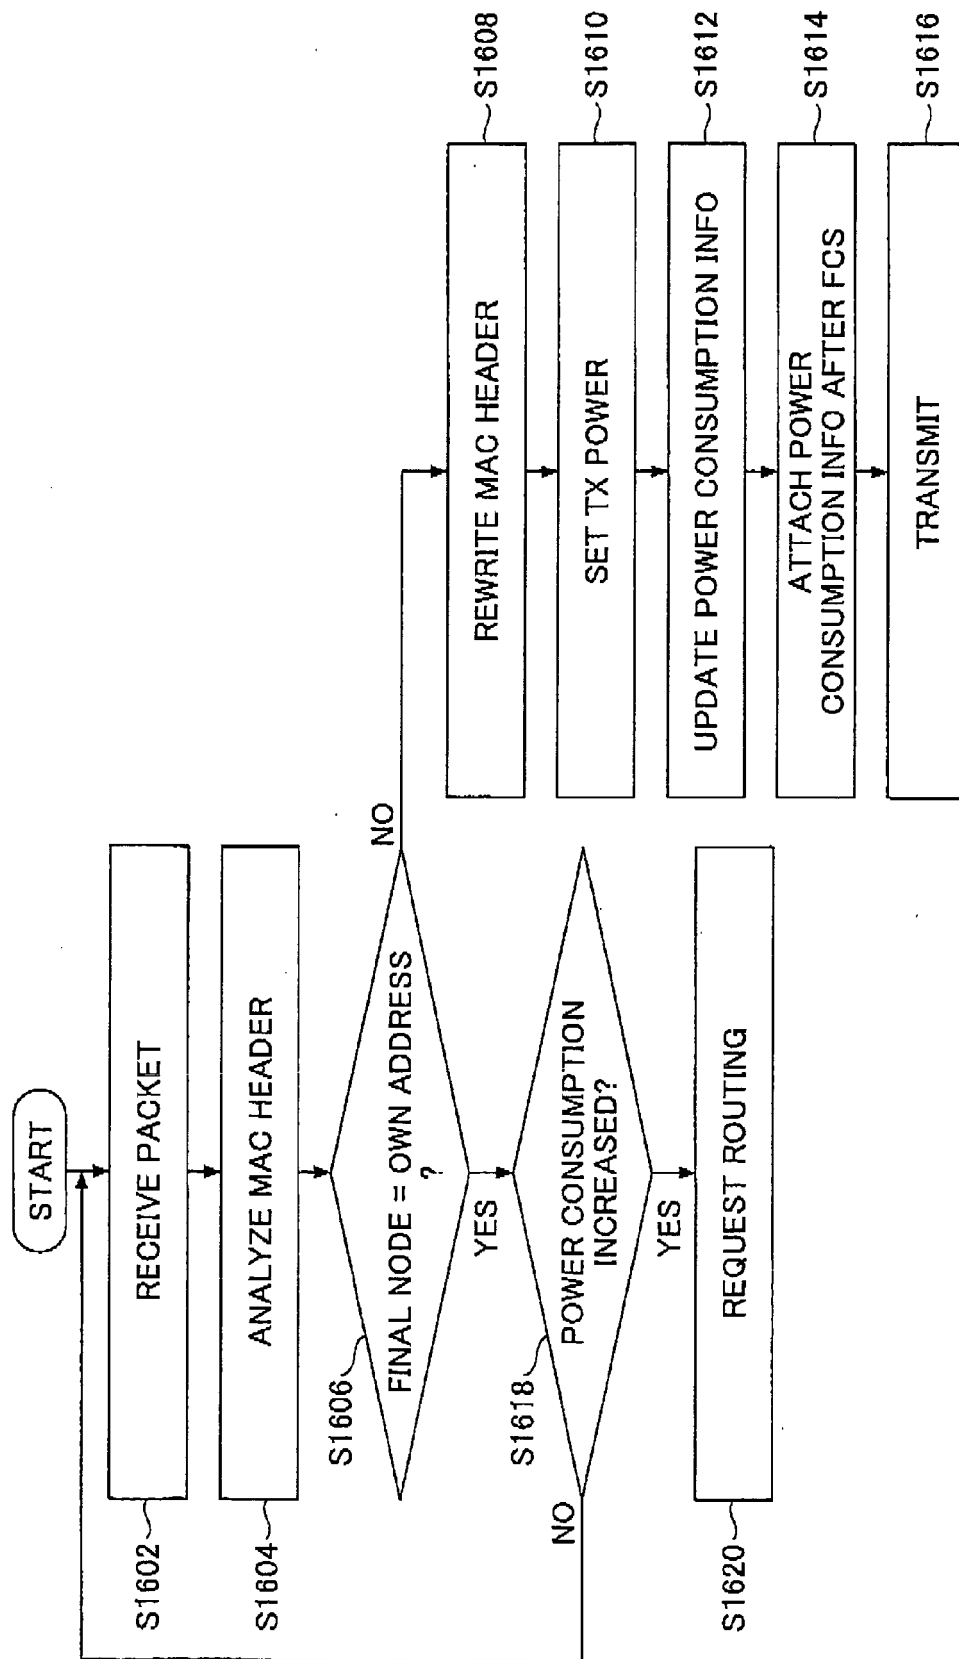 START
RECEIVE PACKET
S1602
ANALYZE MAC HEADER
S1604
S1606
FINAL NODE = OWN ADDRESS
?
NO
YES
S1618
POWER CONSUMPTION
INCREASED?
NO
YES
REQUEST ROUTING
S1620
REWRITE MAC HEADER
S1608
SET TX POWER
S1610
UPDATE POWER CONSUMPTION INFO
S1612
ATTACH POWER
CONSUMPTION INFO AFTER FCS
S1614
TRANSMIT
S1616